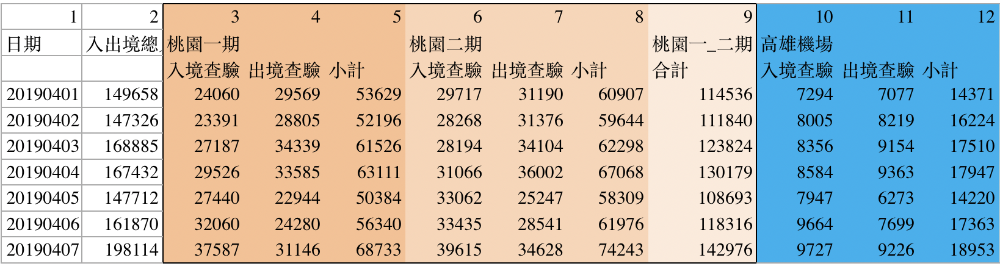 1 2 3 4 5 6 7 8 9 10 11 12
日期 入出境總 桃園一期 桃園二期 桃園一_二期 高雄機場
入境查驗 出境查驗 小計 入境查驗 出境查驗 小計 合計 入境查驗 出境查驗 小計
20190401 149658 24060 29569 53629 29717 31190 60907 114536 7294 7077 14371
20190402 147326 23391 28805 52196 28268 31376 59644 111840 8005 8219 16224
20190403 168885 27187 34339 61526 28194 34104 62298 123824 8356 9154 17510
20190404 167432 29526 33585 63111 31066 36002 67068 130179 8584 9363 17947
20190405 147712 27440 22944 50384 33062 25247 58309 108693 7947 6273 14220
20190406 161870 32060 24280 56340 33435 28541 61976 118316 9664 7699 17363
20190407 198114 37587 31146 68733 39615 34628 74243 142976 9727 9226 18953